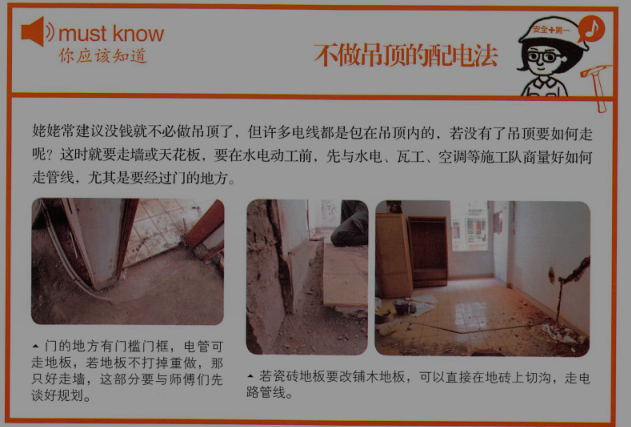 must know
你应该知道
不做吊顶的配电法
安全✚第一
姥姥常建议没钱就不必做吊顶了，但许多电线都是包在吊顶内的，若没有了吊顶要如何走
呢？这时就要走墙或天花板，要在水电动工前，先与水电、瓦工、空调等施工队商量好如何
走管线，尤其是要经过门的地方。
▲ 门的地方有门槛门框，电管可
走地板，若地板不打掉重做，那
只好走墙，这部分要与师傅们先
谈好规划。
▲ 若瓷砖地板要改铺木地板，可以直接在地砖上切沟，走电
路管线。